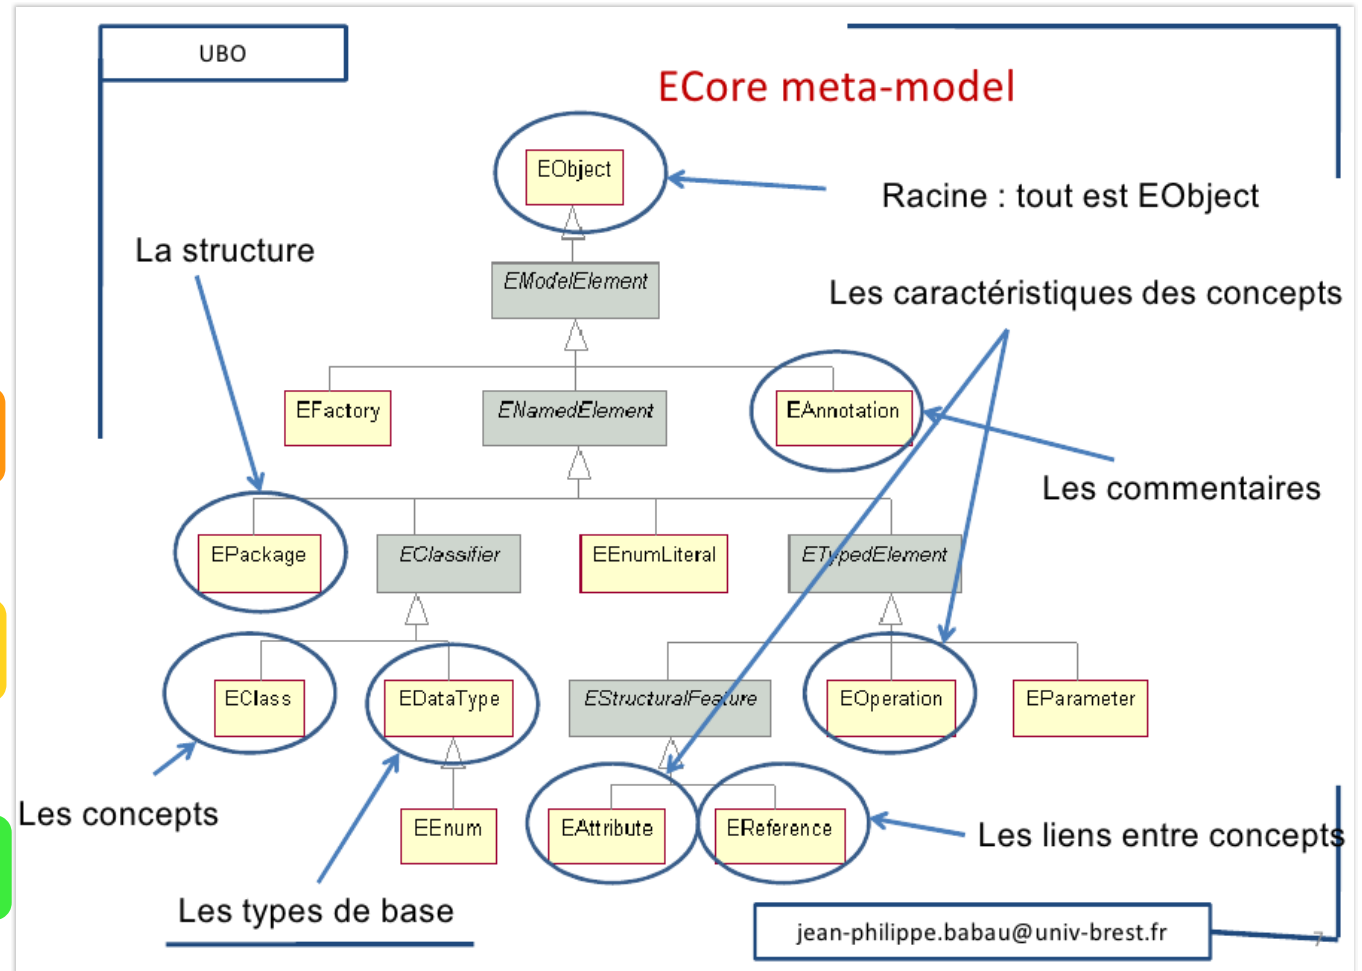 UBO
ECore meta-model
EObject
Racine : tout est EObject
La structure
EModelElement
Les caractéristiques des concepts
EFactory
ENamedElement
EAnnotation
Les commentaires
EPackage
EClassifier
EEnumLiteral
ETypedElement
EClass
EDataType
EStructuralFeature
EOperation
EParameter
Les concepts
EEnum
EAttribute
EReference
Les liens entre concepts
Les types de base
jean-philippe.babau@univ-brest.fr
7